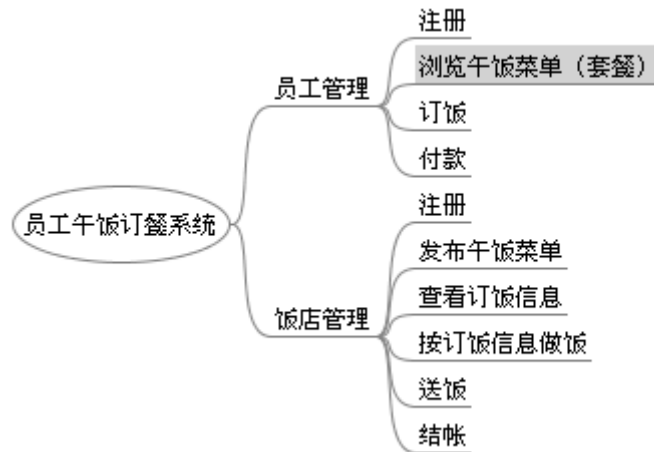 员工午饭订餐系统
员工管理
注册
浏览午饭菜单（套餐）
订饭
付款
饭店管理
注册
发布午饭菜单
查看订饭信息
按订饭信息做饭
送饭
结帐